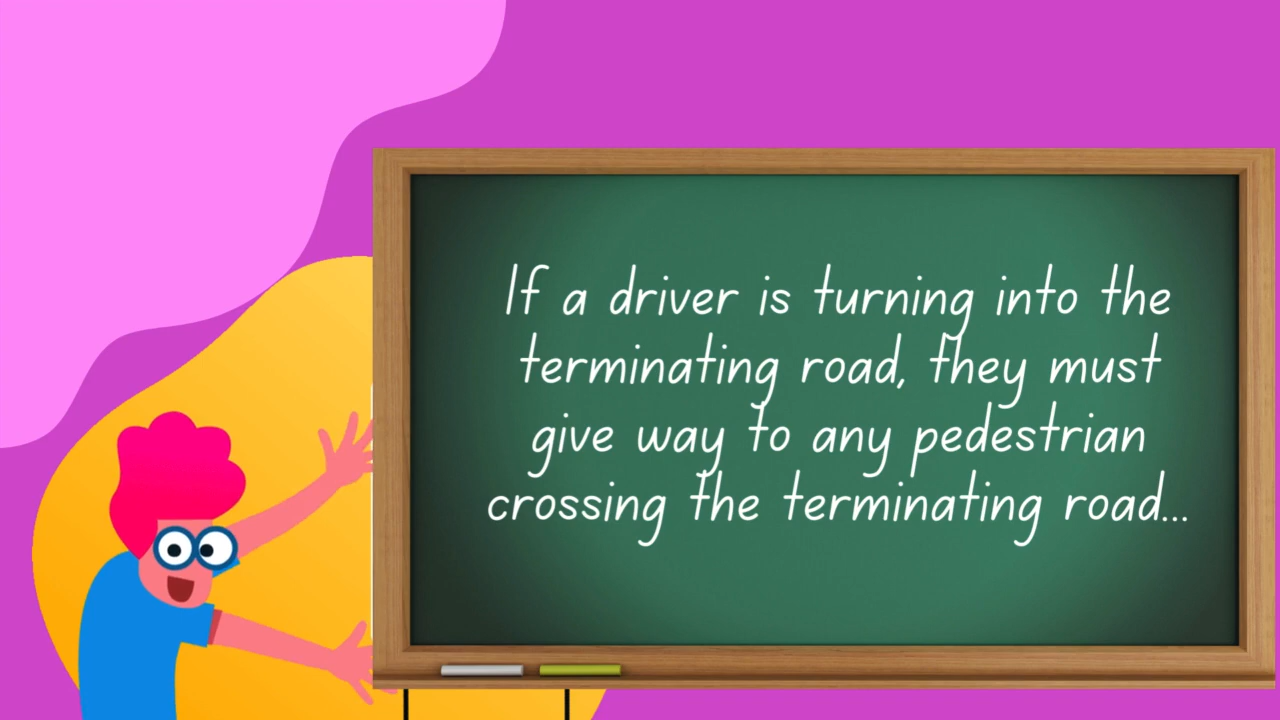 If a driver is turning into the
terminating road, they must
give way to any pedestrian
crossing the terminating road...